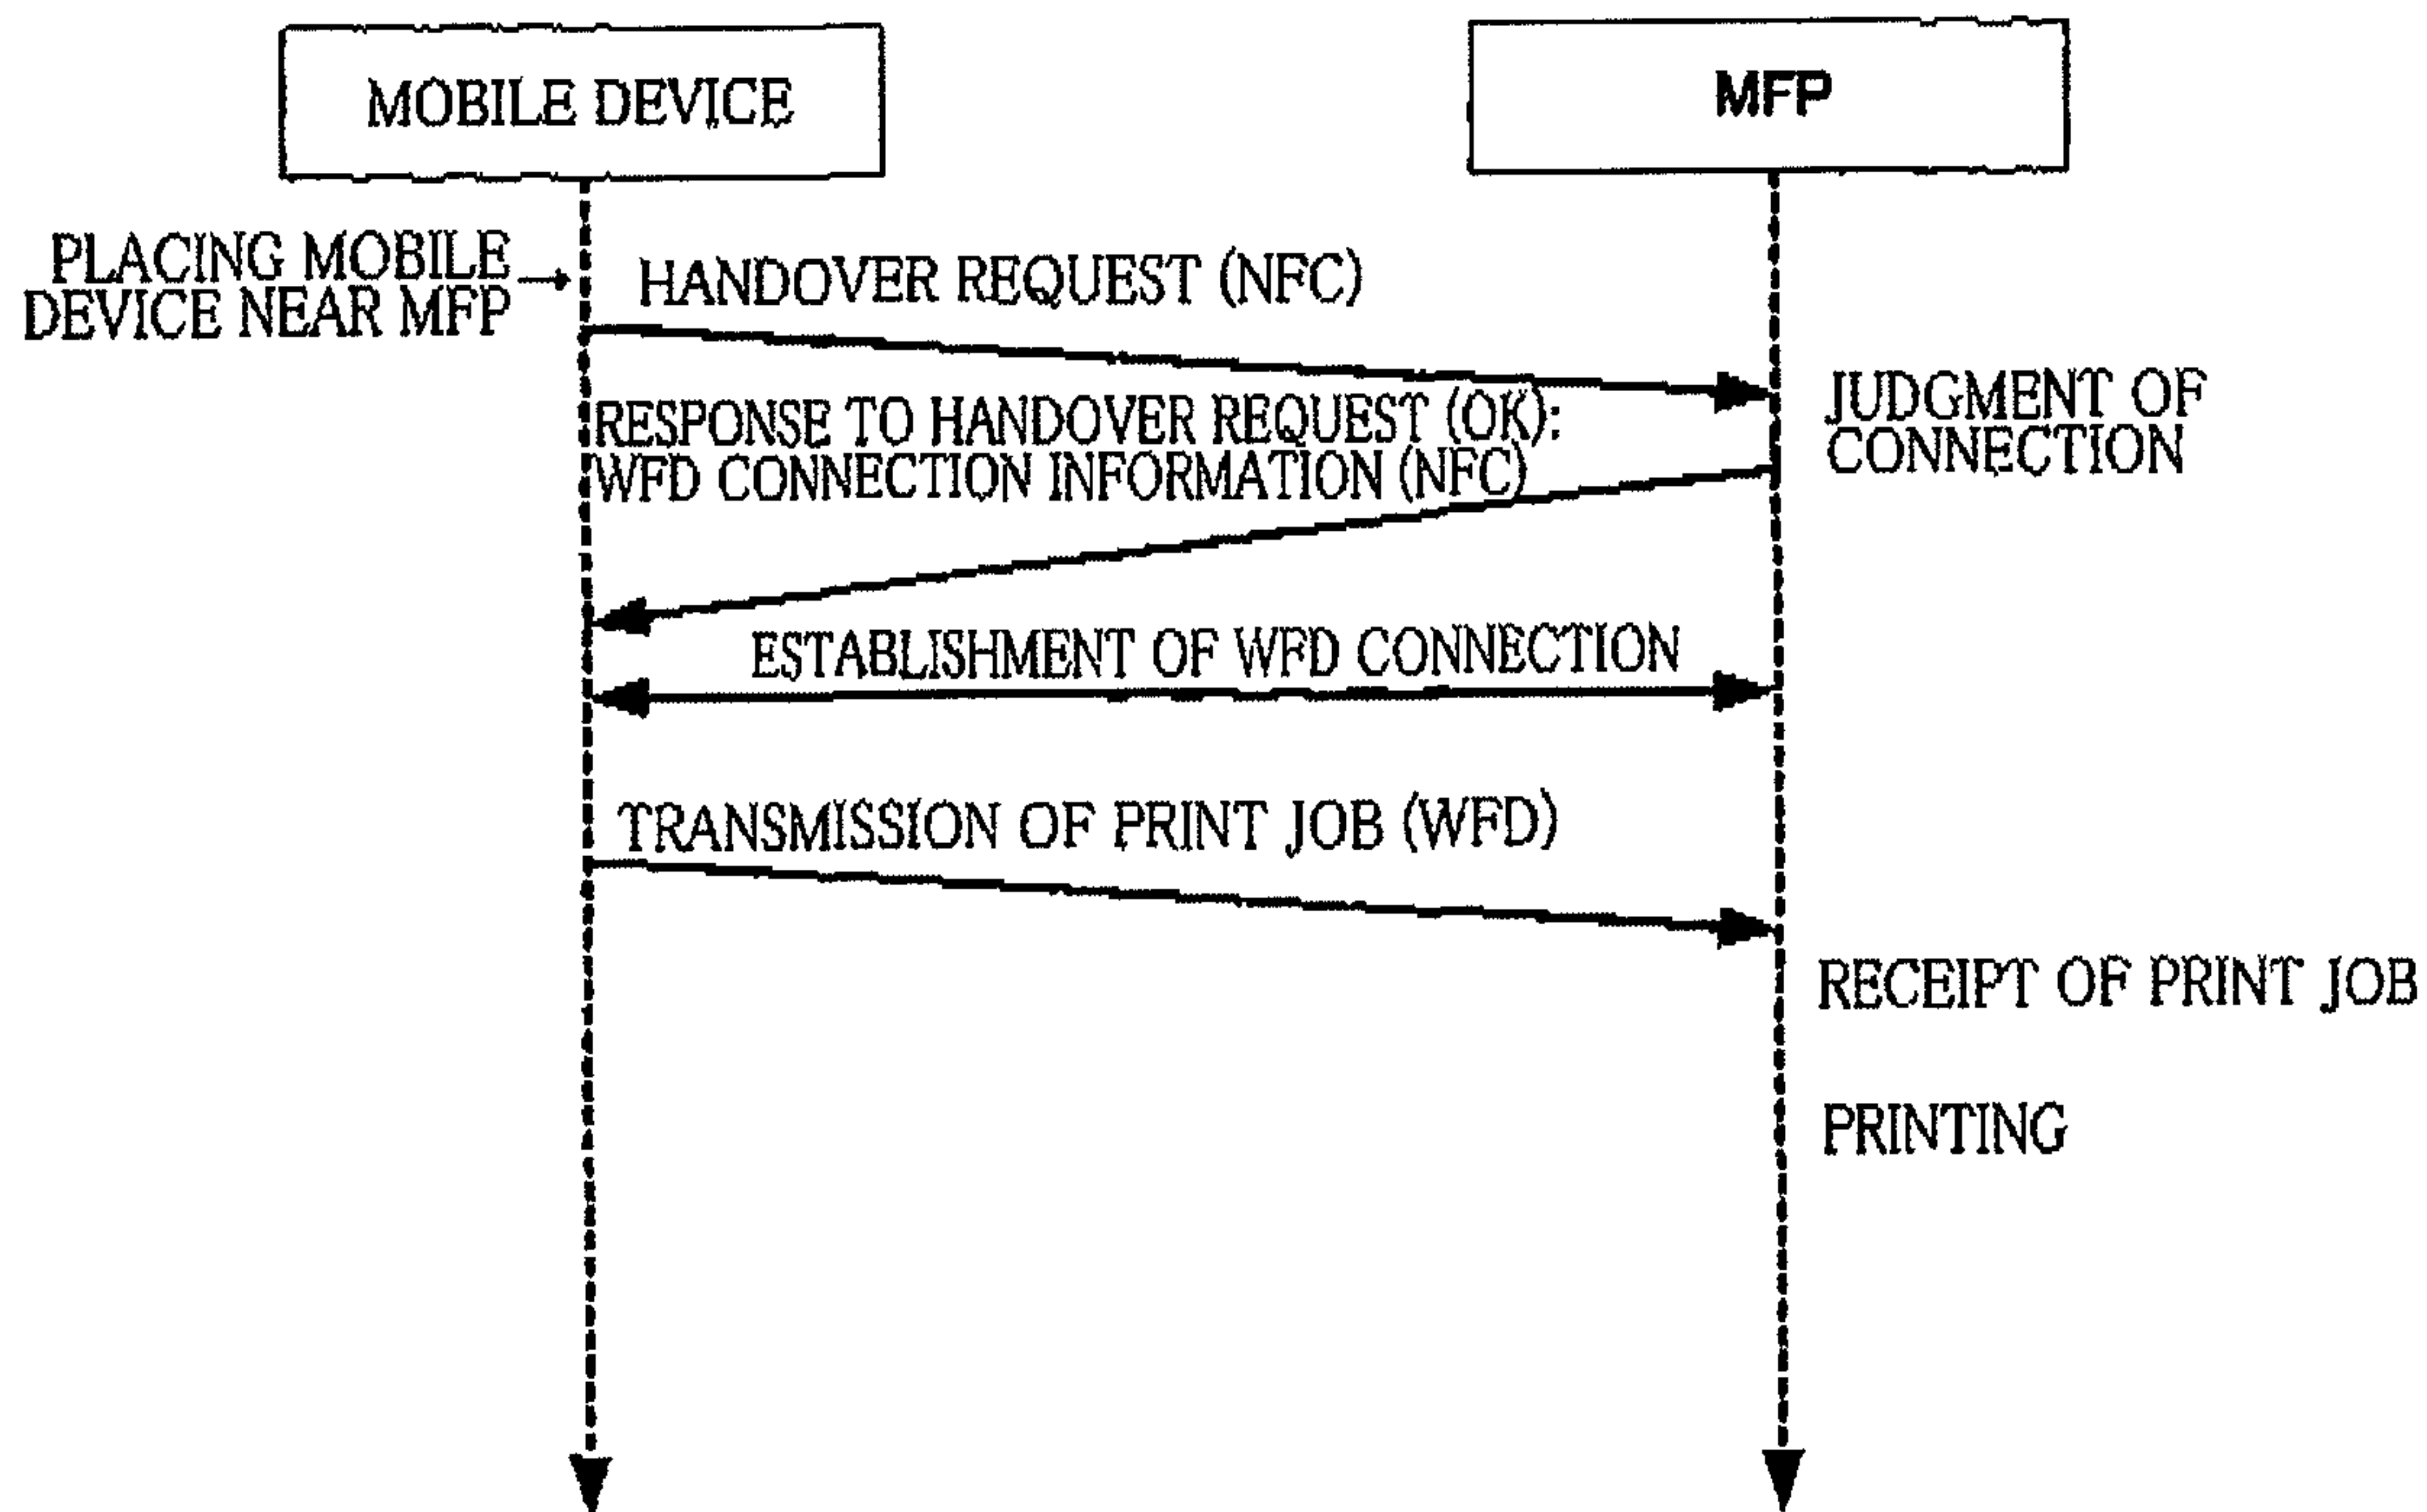 MOBILE DEVICE
MFP
PLACING MOBILE
DEVICE NEAR MFP
HANDOVER REQUEST (NFC)
JUDGMENT OF
CONNECTION
RESPONSE TO HANDOVER REQUEST (OK):
WFD CONNECTION INFORMATION (NFC)
ESTABLISHMENT OF WFD CONNECTION
TRANSMISSION OF PRINT JOB (WFD)
RECEIPT OF PRINT JOB
PRINTING